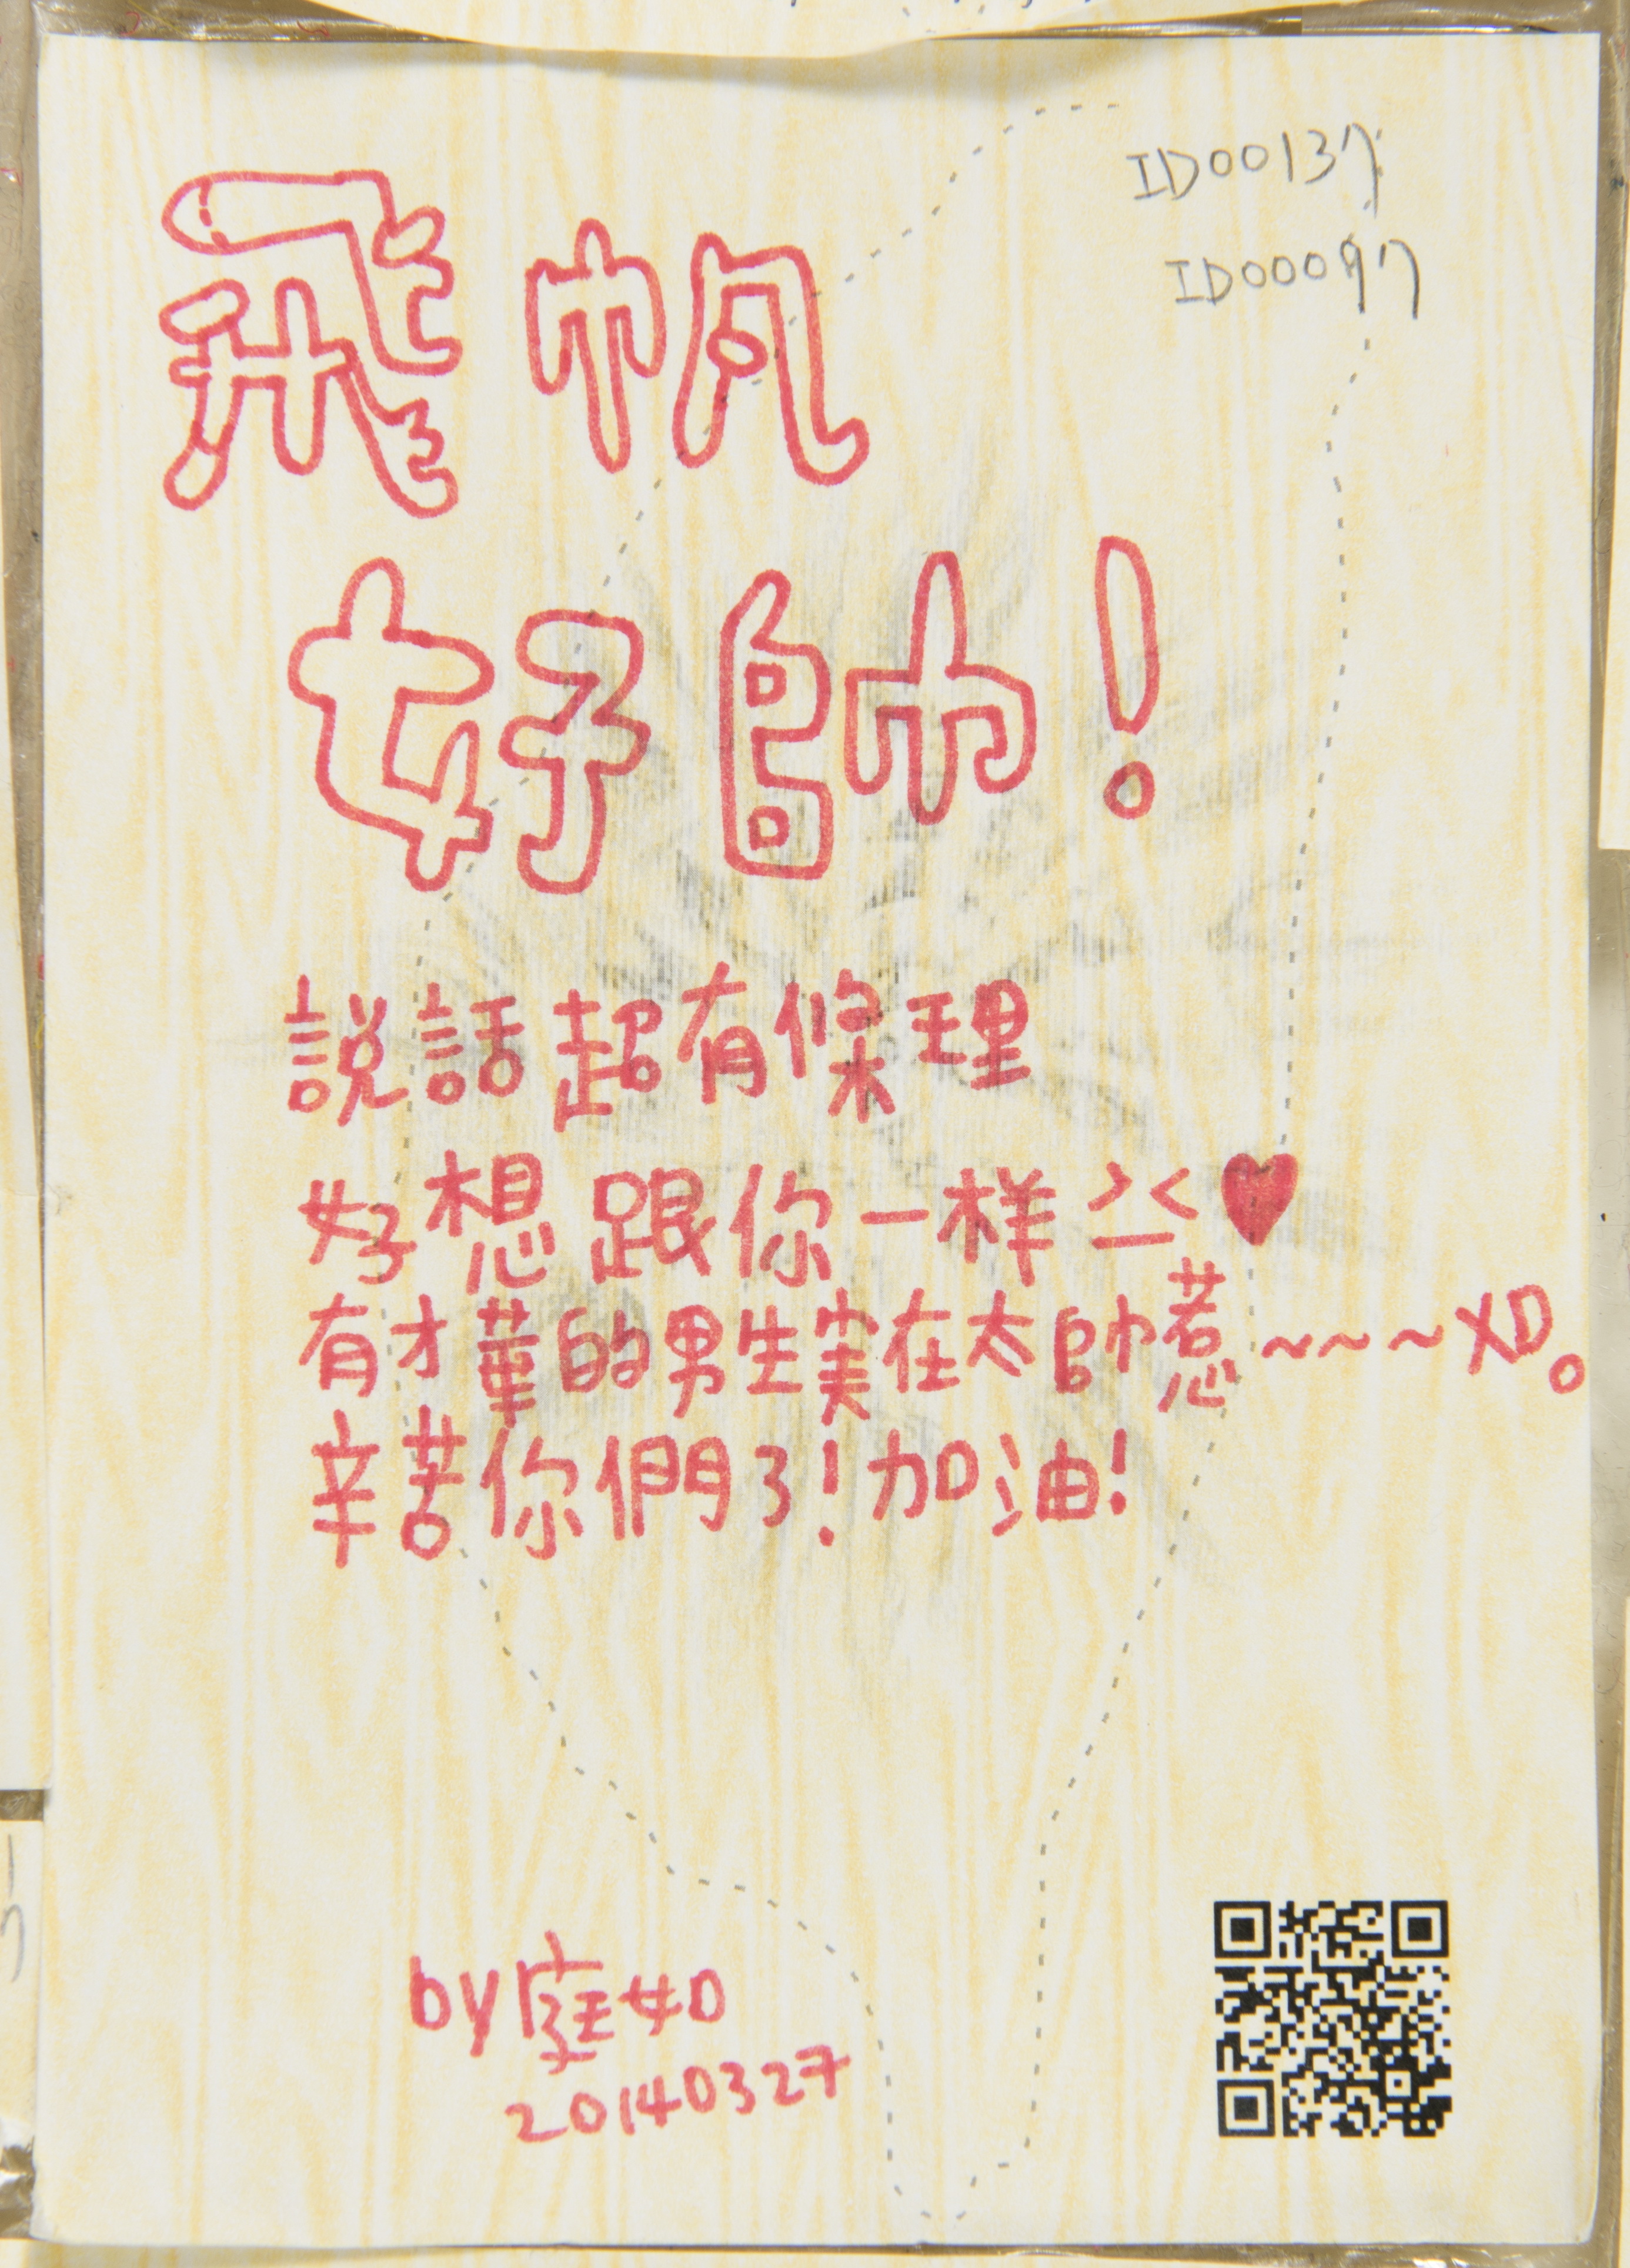 ID00137
ID00097
飛帆
好帥！
説話超有條理
好想跟你一样>.<♥
有才華的男生実在太帥惹~~~XD。
辛苦你們了！加油！
by庭如
20140327